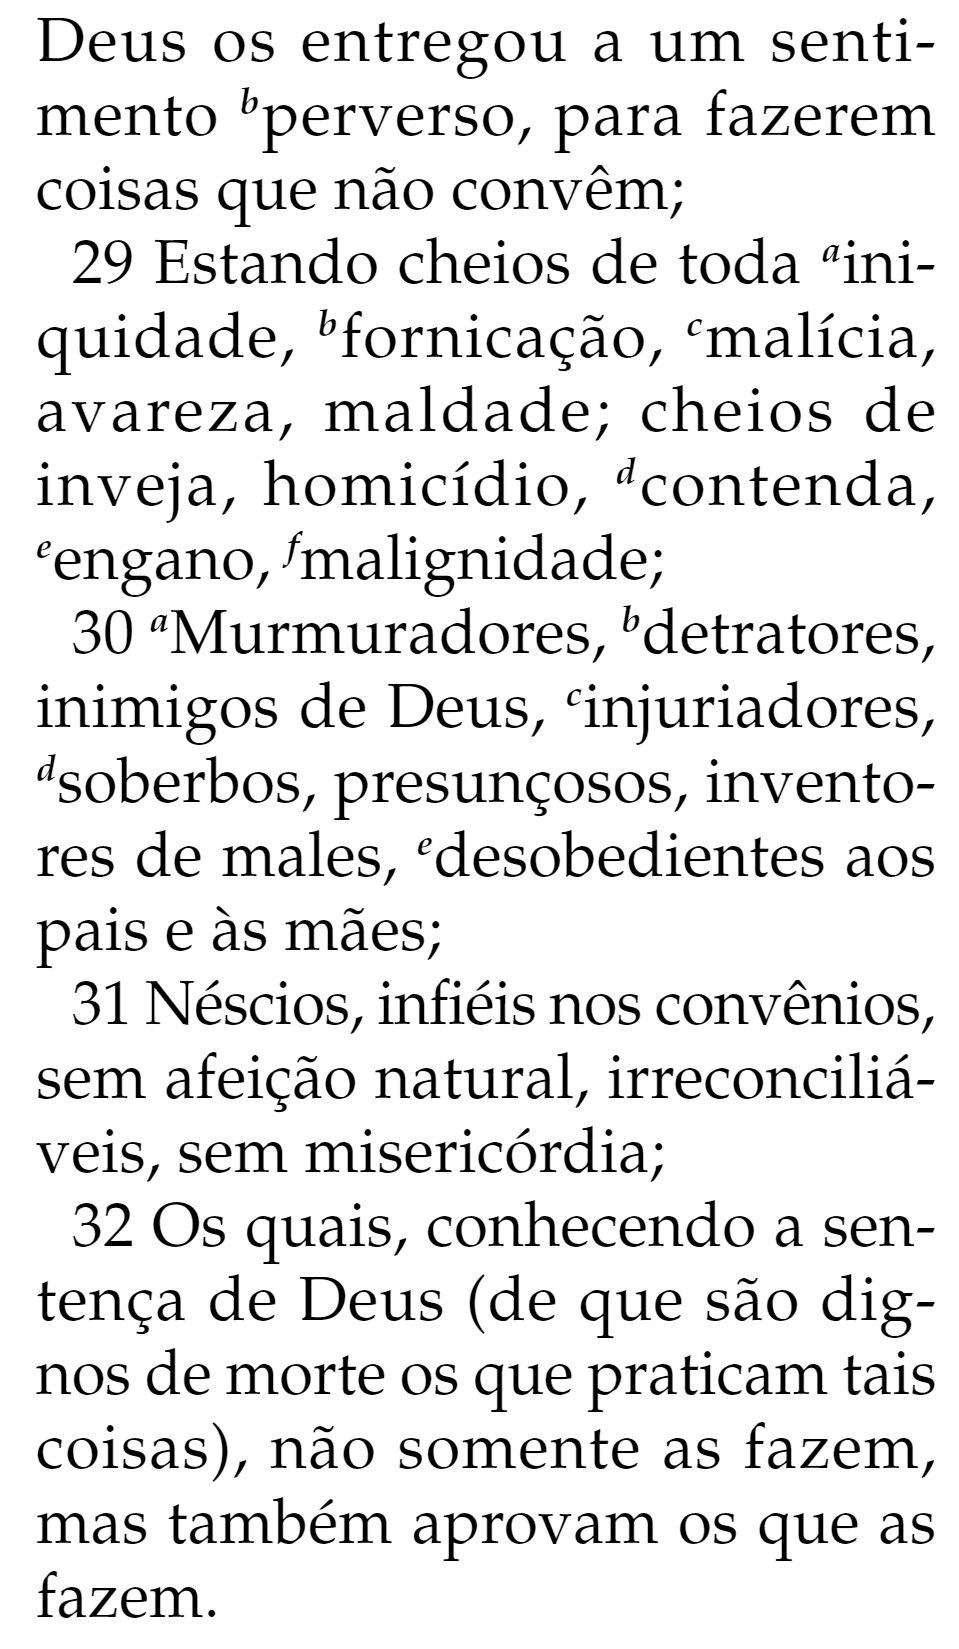 Deus os entregou a um senti-
mento bperverso, para fazerem
coisas que não convêm;
29 Estando cheios de toda aini-
quidade, bfornicação, cmalícia,
avareza, maldade; cheios de
inveja, homicídio, dcontenda,
eengano, fmalignidade;
30 aMurmuradores, bdetratores,
inimigos de Deus, cinjuriadores,
dsoberbos, presunçosos, invento-
res de males, edesobedientes aos
pais e às mães;
31 Néscios, infiéis nos convênios,
sem afeição natural, irreconciliá-
veis, sem misericórdia;
32 Os quais, conhecendo a sen-
tença de Deus (de que são dig-
nos de morte os que praticam tais
coisas), não somente as fazem,
mas também aprovam os que as
fazem.